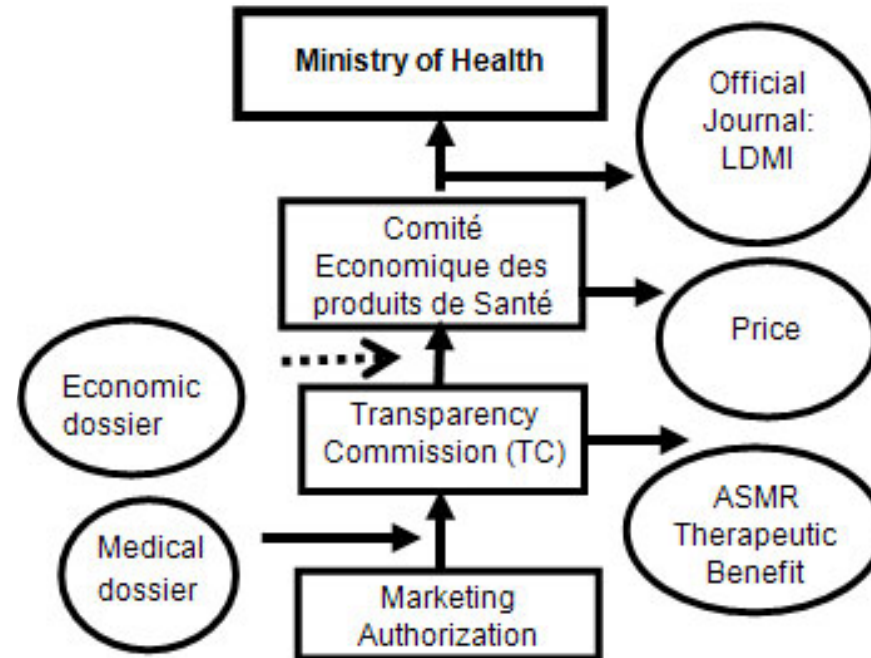 Ministry of Health
Official
Journal:
LDMI
Comité
Economique des
produits de Santé
Price
Economic
dossier
Transparency
Commission (TC)
ASMR
Therapeutic
Benefit
Medical
dossier
Marketing
Authorization